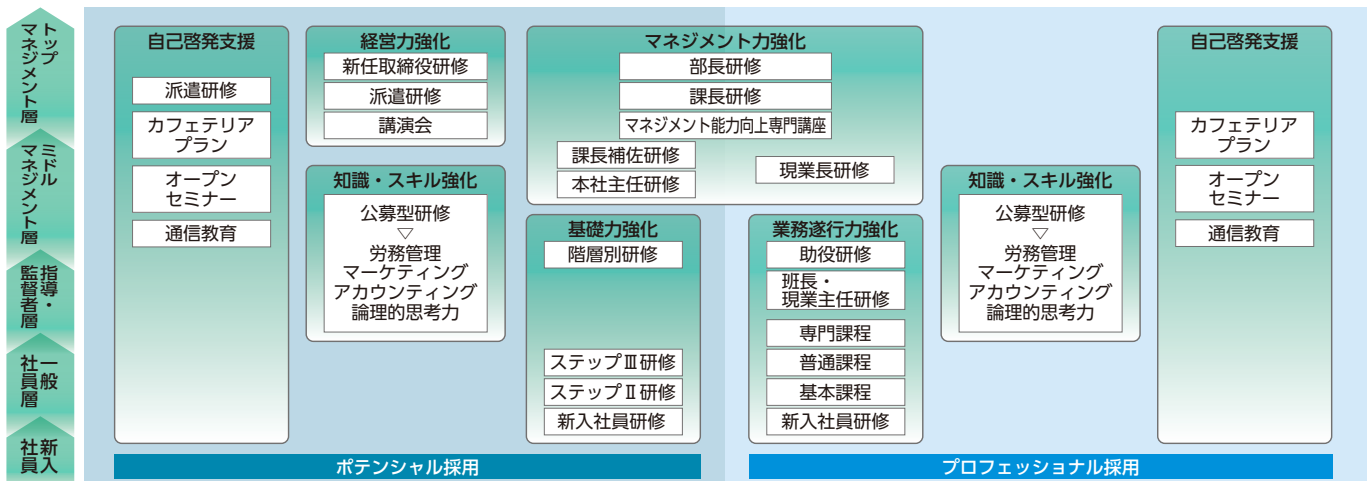 トップ
マネジメント層
ミドル
マネジメント層
指導・
監督者層
一般
社員層
新入
社員
自己啓発支援
派遣研修
カフェテリア
プラン
オープン
セミナー
通信教育
経営力強化
新任取締役研修
派遣研修
講演会
知識・スキル強化
公募型研修
▽
労務管理
マーケティング
アカウンティング
論理的思考力
マネジメント力強化
部長研修
課長研修
マネジメント能力向上専門講座
課長補佐研修
本社主任研修
現業長研修
基礎力強化
階層別研修
ステップⅢ研修
ステップⅡ研修
新入社員研修
業務遂行力強化
助役研修
班長・
現業主任研修
専門課程
普通課程
基本課程
新入社員研修
知識・スキル強化
公募型研修
▽
労務管理
マーケティング
アカウンティング
論理的思考力
自己啓発支援
カフェテリア
プラン
オープン
セミナー
通信教育
ポテンシャル採用
プロフェッショナル採用